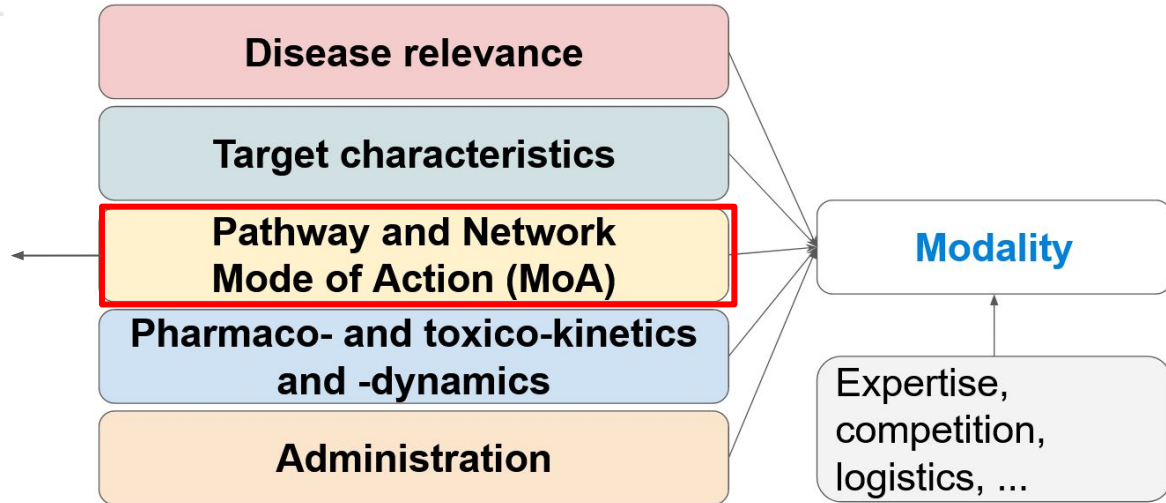 Disease relevance
Target characteristics
Pathway and Network
Mode of Action (MoA)
Pharmaco- and toxico-kinetics
and -dynamics
Administration
Modality
Expertise,
competition,
logistics, ...